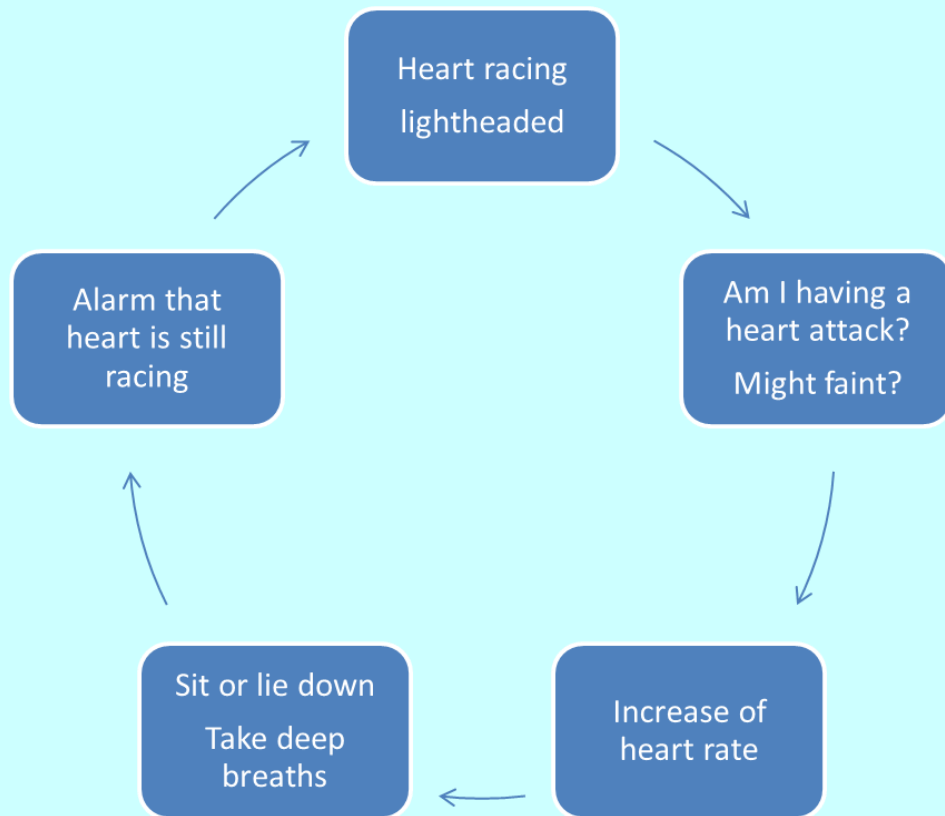 Heart racing
lightheaded
Am I having a
heart attack?
Might faint?
Increase of
heart rate
Sit or lie down
Take deep
breaths
Alarm that
heart is still
racing